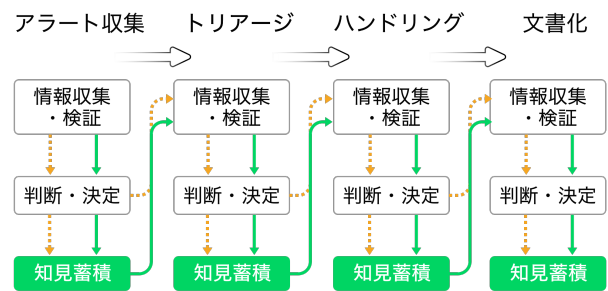 アラート収集
トリアージ
ハンドリング
文書化
情報収集
・検証
情報収集
・検証
情報収集
・検証
情報収集
・検証
判断・決定
判断・決定
判断・決定
判断・決定
知見蓄積
知見蓄積
知見蓄積
知見蓄積